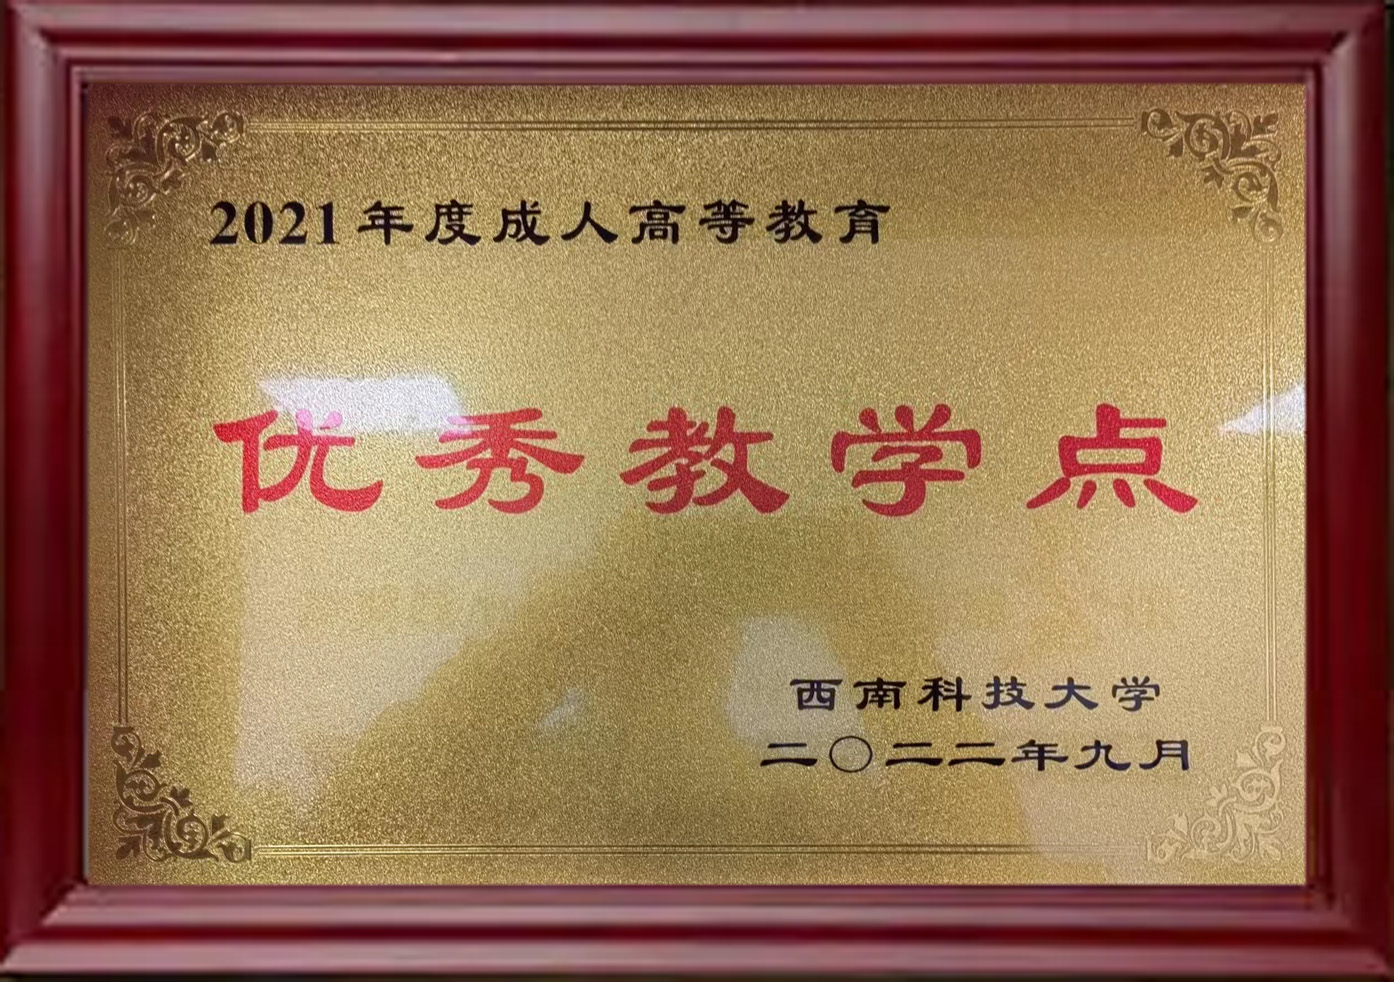 2021年度成人高等教育
优秀教学点
西南科技大学
二〇二二年九月